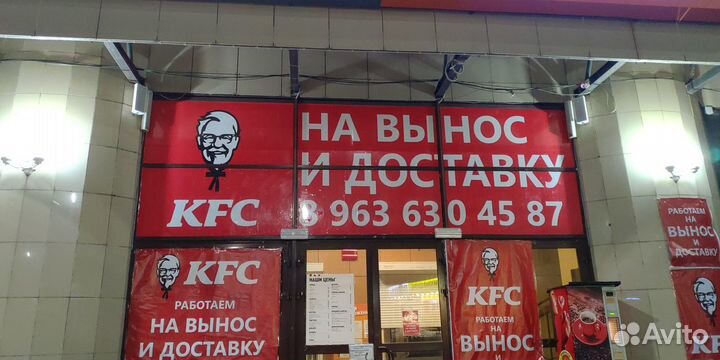 НА ВЫНОС
И ДОСТАВКУ
8 963 630 45 87
KFC
KFC
РАБОТАЕМ
НА ВЫНОС
И ДОСТАВКУ
НАШИ ЦЕНЫ
KFC
РАБОТАЕМ
НА
ВЫНОС
И
РАБОТАЕМ
НА
ВЫНОС
И
ДОСТАВКУ
Avito